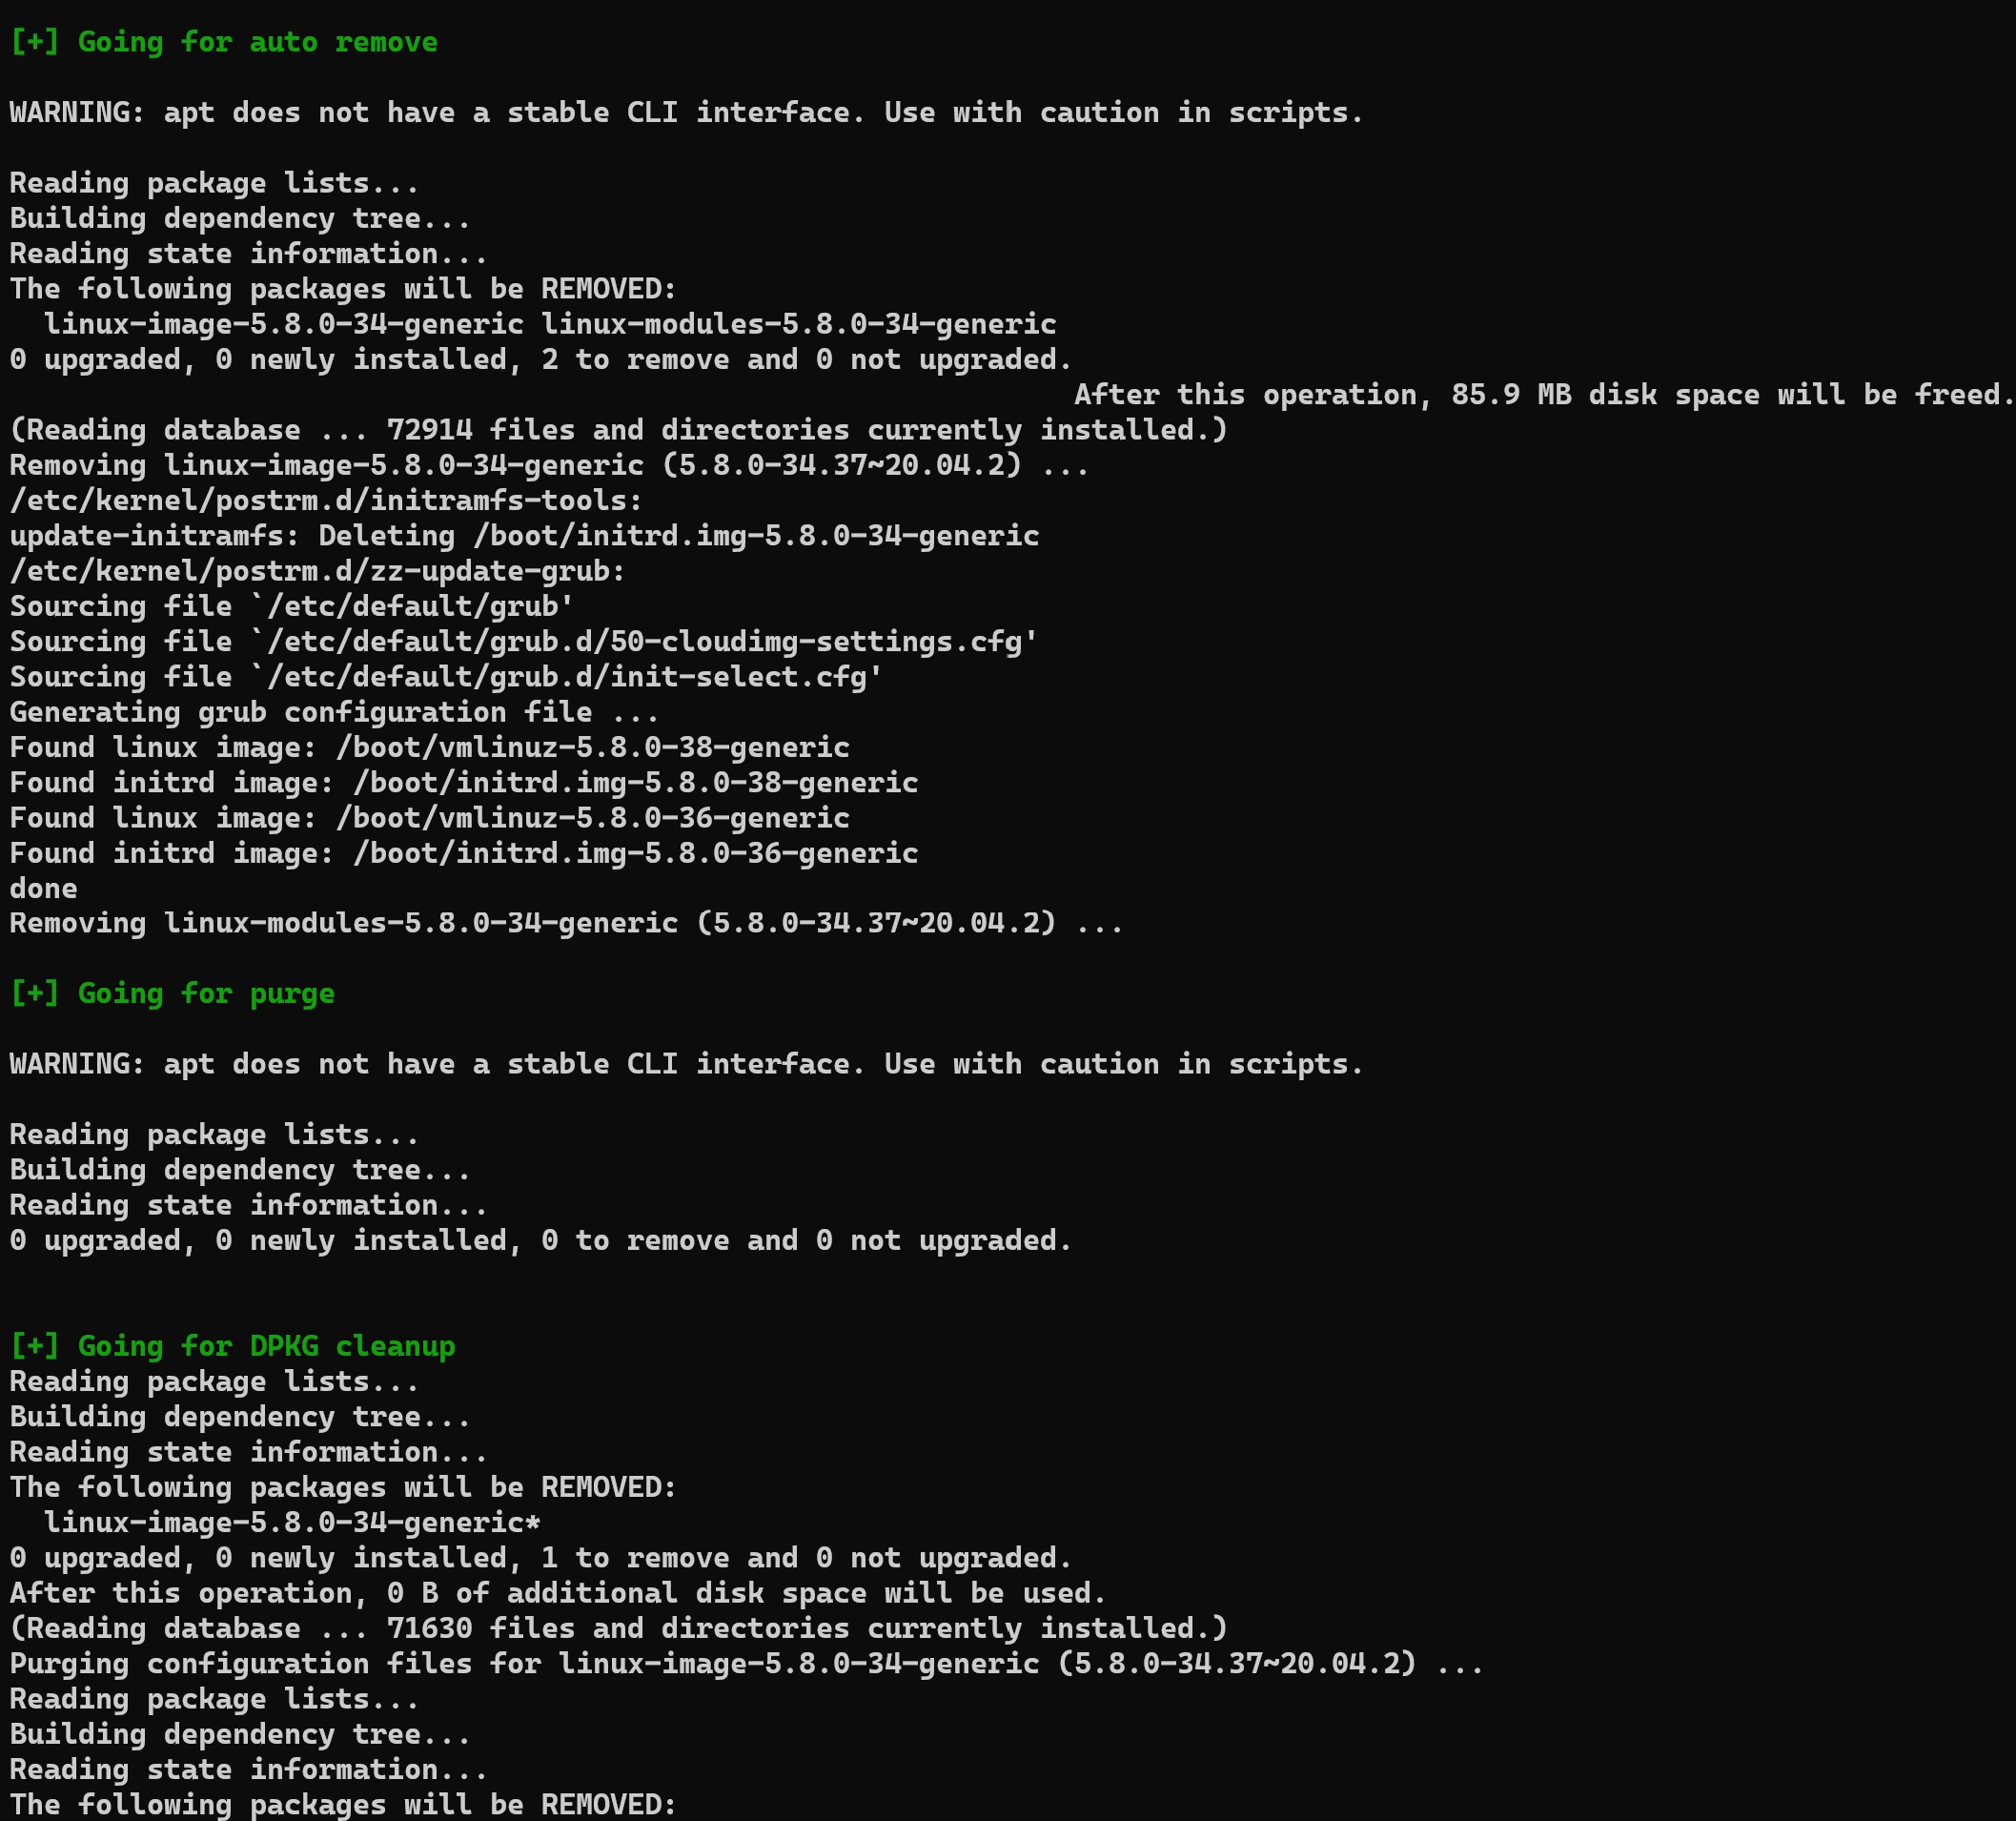 [+] Going for auto remove
WARNING: apt does not have a stable CLI interface. Use with caution in scripts.
Reading package lists...
Building dependency tree...
Reading state information...
The following packages will be REMOVED:
  linux-image-5.8.0-34-generic linux-modules-5.8.0-34-generic
0 upgraded, 0 newly installed, 2 to remove and 0 not upgraded.
After this operation, 85.9 MB disk space will be freed.
(Reading database ... 72914 files and directories currently installed.)
Removing linux-image-5.8.0-34-generic (5.8.0-34.37~20.04.2) ...
/etc/kernel/postrm.d/initramfs-tools:
update-initramfs: Deleting /boot/initrd.img-5.8.0-34-generic
/etc/kernel/postrm.d/zz-update-grub:
Sourcing file `/etc/default/grub'
Sourcing file `/etc/default/grub.d/50-cloudimg-settings.cfg'
Sourcing file `/etc/default/grub.d/init-select.cfg'
Generating grub configuration file ...
Found linux image: /boot/vmlinuz-5.8.0-38-generic
Found initrd image: /boot/initrd.img-5.8.0-38-generic
Found linux image: /boot/vmlinuz-5.8.0-36-generic
Found initrd image: /boot/initrd.img-5.8.0-36-generic
done
Removing linux-modules-5.8.0-34-generic (5.8.0-34.37~20.04.2) ...
[+] Going for purge
WARNING: apt does not have a stable CLI interface. Use with caution in scripts.
Reading package lists...
Building dependency tree...
Reading state information...
0 upgraded, 0 newly installed, 0 to remove and 0 not upgraded.
[+] Going for DPKG cleanup
Reading package lists...
Building dependency tree...
Reading state information...
The following packages will be REMOVED:
  linux-image-5.8.0-34-generic*
0 upgraded, 0 newly installed, 1 to remove and 0 not upgraded.
After this operation, 0 B of additional disk space will be used.
(Reading database ... 71630 files and directories currently installed.)
Purging configuration files for linux-image-5.8.0-34-generic (5.8.0-34.37~20.04.2) ...
Reading package lists...
Building dependency tree...
Reading state information...
The following packages will be REMOVED: